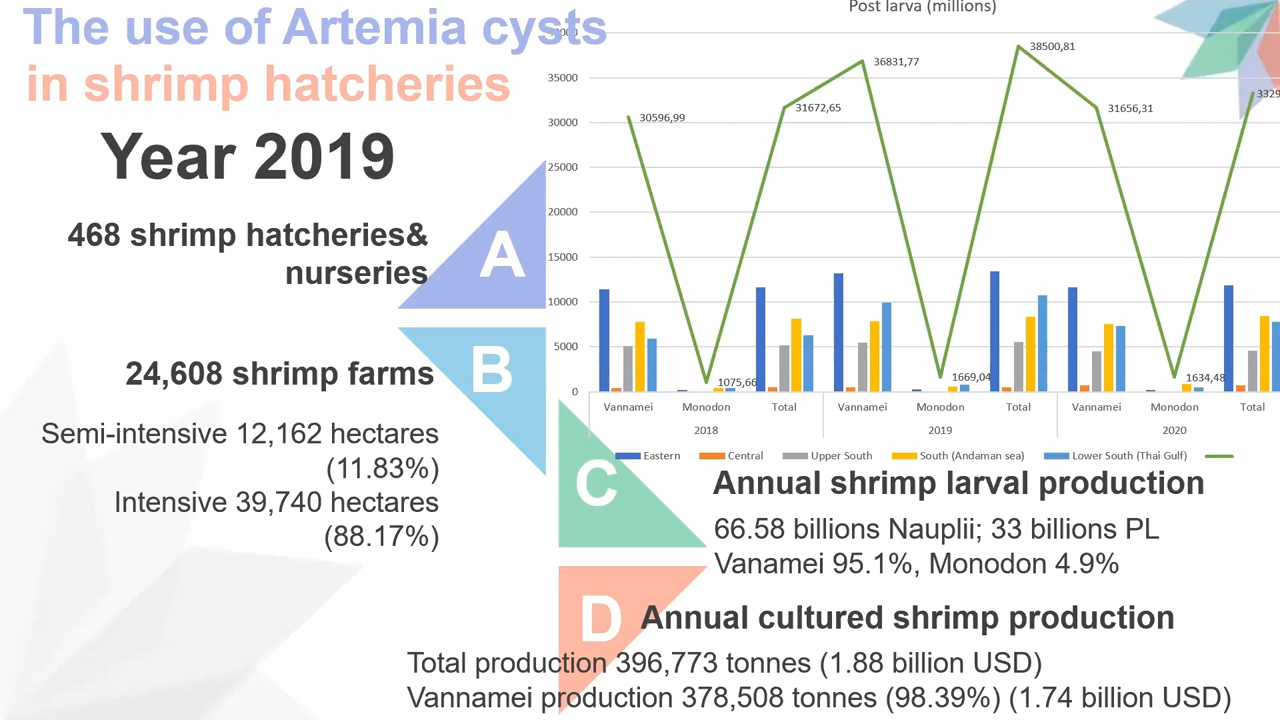 The use of Artemia cysts
in shrimp hatcheries
Year 2019
468 shrimp hatcheries&
nurseries
A
24,608 shrimp farms
B
Semi-intensive 12,162 hectares
(11.83%)
Intensive 39,740 hectares
(88.17%)
Post larva (millions)
35000
30000
25000
20000
15000
10000
5000
0
30596,99
1075,66
31672,65
36831,77
1669,04
38500,81
31656,31
1634,48
Vannamei Monodon Total Vannamei Monodon Total Vannamei Monodon Total
2018 2019 2020
Eastern Central Upper South South (Andaman sea) Lower South (Thai Gulf)
C
Annual shrimp larval production
66.58 billions Nauplii; 33 billions PL
Vanamei 95.1%, Monodon 4.9%
D
Annual cultured shrimp production
Total production 396,773 tonnes (1.88 billion USD)
Vannamei production 378,508 tonnes (98.39%) (1.74 billion USD)